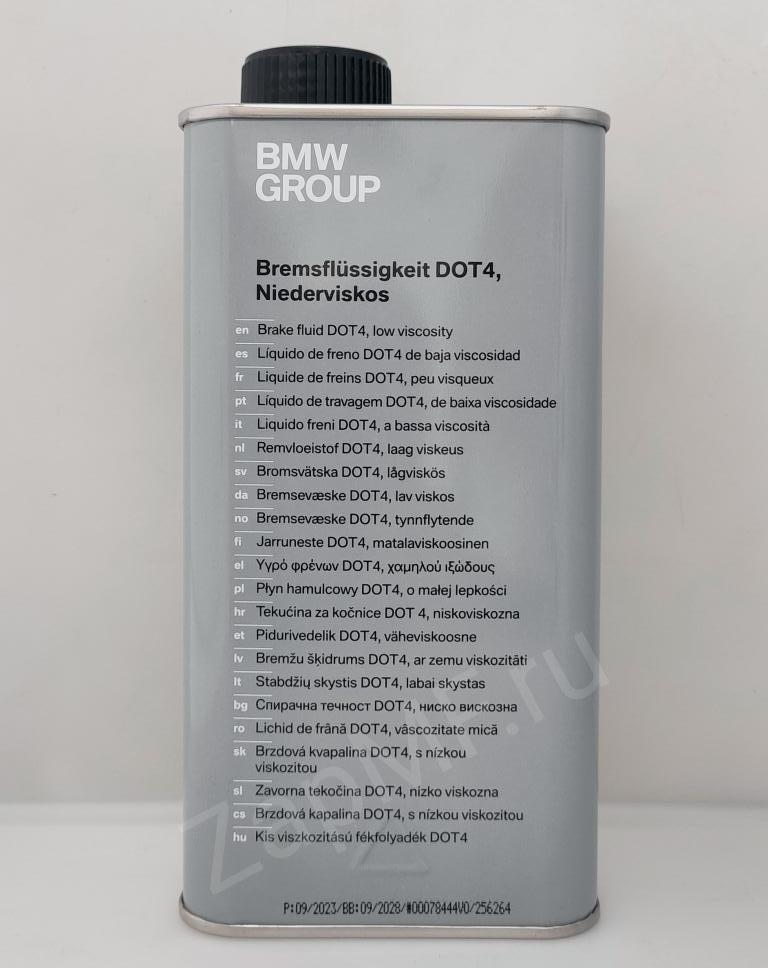 BMW
GROUP
Bremsflüssigkeit DOT4,
Niederviskos
en Brake fluid DOT4, low viscosity
es Líquido de freno DOT4 de baja viscosidad
fr Liquide de freins DOT4, peu visqueux
pt Líquido de travagem DOT4, de baixa viscosidade
it Liquido freni DOT4, a bassa viscosità
nl Remvloeistof DOT4, laag viskeus
sv Bromsvätska DOT4, lågviskös
da Bremsevæske DOT4, lav viskos
no Bremsevæske DOT4, tynnflytende
fi Jarruneste DOT4, matalaviskoosinen
el Υγρό φρένων DOT4, χαμηλού ιξώδους
pl Płyn hamulcowy DOT4, o małej lepkości
hr Tekućina za kočnice DOT 4, niskoviskozna
et Pidurivedelik DOT4, väheviskoosne
lv Bremžu šķidrums DOT4, ar zemu viskozitāti
lt Stabdžių skystis DOT4, labai skystas
bg Спирачна течност DOT4, ниско вискозна
ro Lichid de frână DOT4, vâscozitate mică
sk Brzdová kvapalina DOT4, s nízkou
viskozitou
sl Zavorna tekočina DOT4, nizko viskozna
cs Brzdová kapalina DOT4, s nízkou viskozitou
hu Kis viszkozitású fékfolyadék DOT4
P:09/2023/BB:09/2028/#00078444V0/256264
ZapMF.ru